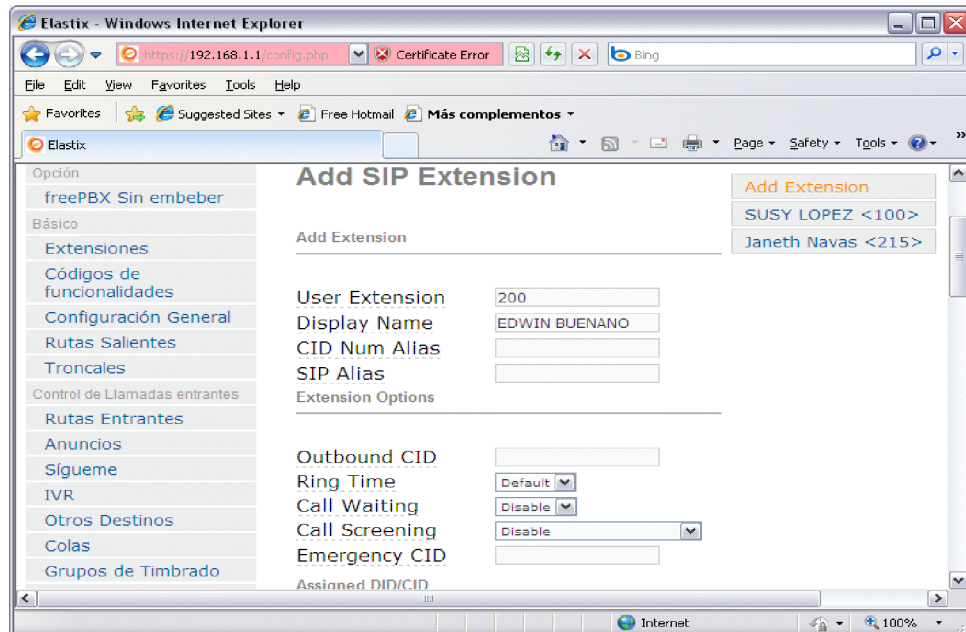 Elastix - Windows Internet Explorer
https://192.168.1.1/config.php
Certificate Error
Bing
File Edit View Favorites Tools Help
Favorites Suggested Sites Free Hotmail Más complementos
Elastix
Page Safety Tools »
Opción
freePBX Sin embeber
Básico
Extensiones
Códigos de
funcionalidades
Configuración General
Rutas Salientes
Troncales
Control de Llamadas entrantes
Rutas Entrantes
Anuncios
Sígueme
IVR
Otros Destinos
Colas
Grupos de Timbrado
Add SIP Extension
Add Extension
User Extension 200
Display Name EDWIN BUENANO
CID Num Alias
SIP Alias
Extension Options
Outbound CID
Ring Time Default
Call Waiting Disable
Call Screening Disable
Emergency CID
Assigned DID/CID
Add Extension
SUSY LOPEZ <100>
Janeth Navas <215>
Internet
100%